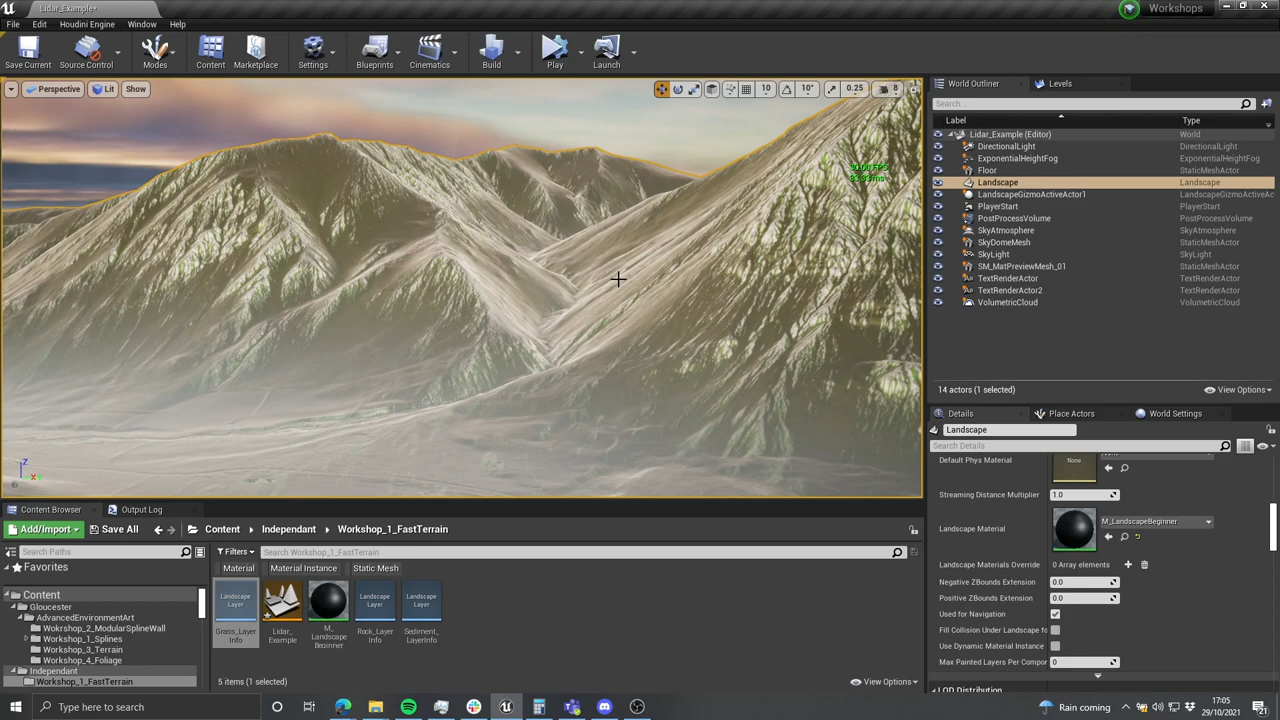 Lidar_Example*
Workshops
File Edit Houdini Engine Window Help
Save Current Source Control Modes Content Marketplace Settings Blueprints Cinematics Build Play Launch
Perspective Lit Show
10 10° 0.25 8
World Outliner Levels
Search...
Label Type
Lidar_Example (Editor) World
DirectionalLight DirectionalLight
ExponentialHeightFog ExponentialHeightFog
Floor StaticMeshActor
Landscape Landscape
LandscapeGizmoActiveActor1 LandscapeGizmoActiveAc
PlayerStart PlayerStart
PostProcessVolume PostProcessVolume
SkyAtmosphere SkyAtmosphere
SkyDomeMesh StaticMeshActor
SkyLight SkyLight
SM_MatPreviewMesh_01 StaticMeshActor
TextRenderActor TextRenderActor
TextRenderActor2 TextRenderActor
VolumetricCloud VolumetricCloud
14 actors (1 selected) View Options
Details Place Actors World Settings
Landscape
Search Details
Default Phys Material None
Streaming Distance Multiplier 1.0
Landscape Material M_LandscapeBeginner
Landscape Materials Override 0 Array elements
Negative ZBounds Extension 0.0
Positive ZBounds Extension 0.0
Used for Navigation
Fill Collision Under Landscape fo
Use Dynamic Material Instance
Max Painted Layers Per Compor 0
LOD Distribution
Z
X
Content Browser Output Log
Add/Import Save All Content Independant Workshop_1_FastTerrain
Search Paths
Filters Search Workshop_1_FastTerrain
Favorites
Material Material Instance Static Mesh
Content
Gloucester
AdvancedEnvironmentArt
Wokrshop_2_ModularSplineWall
Workshop_1_Splines
Workshop_3_Terrain
Workshop_4_Foliage
Independant
Workshop_1_FastTerrain
Landscape
Layer
Grass_Layer
Info
Lidar_
Example
M_
Landscape
Beginner
Landscape
Layer
Rock_Layer
Info
Landscape
Layer
Sediment_
LayerInfo
5 items (1 selected) View Options
Type here to search
Rain coming
17:05
29/10/2021